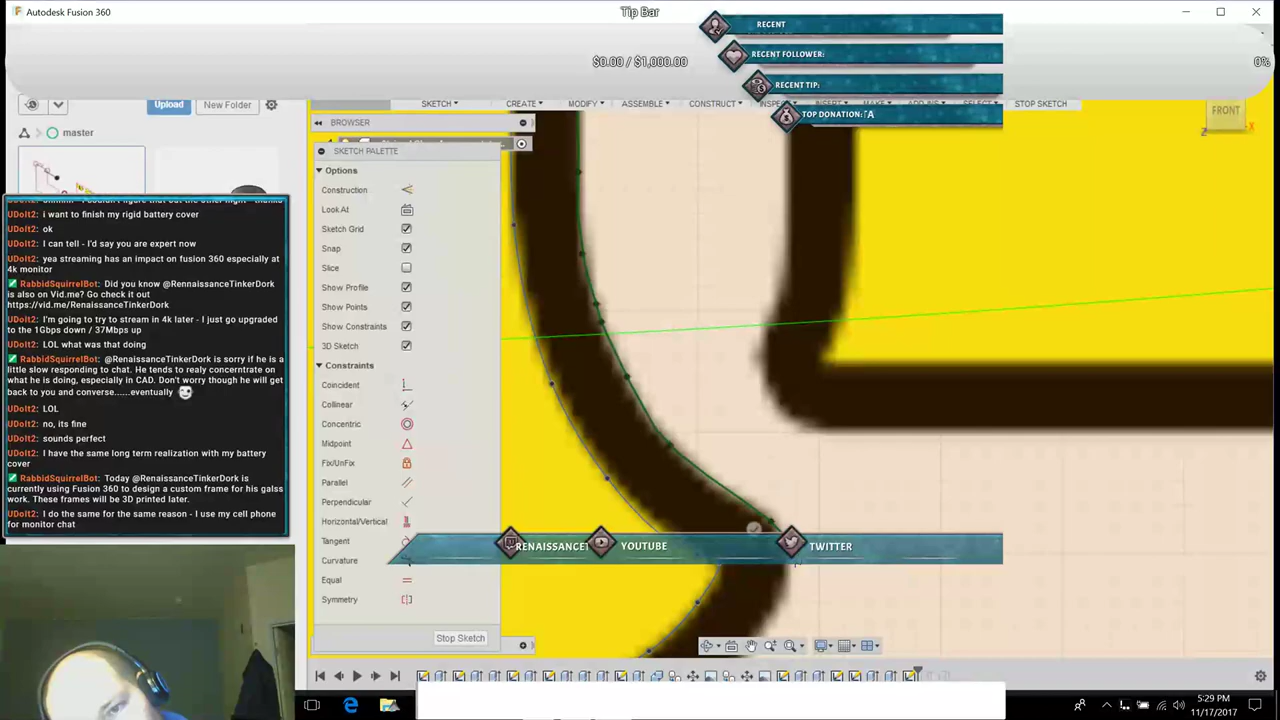 Autodesk Fusion 360
Tip Bar
RECENT
$0.00 / $1,000.00
RECENT FOLLOWER:
0%
RECENT TIP:
Upload
New Folder
SKETCH
CREATE
MODIFY
ASSEMBLE
CONSTRUCT
SELECT
STOP SKETCH
TOP DONATION:
FRONT
Z
X
BROWSER
master
SKETCH PALETTE
Options
Construction
Look At
Sketch Grid
Snap
Slice
Show Profile
Show Points
Show Constraints
3D Sketch
Constraints
Coincident
Collinear
Concentric
Midpoint
Fix/UnFix
Parallel
Perpendicular
Horizontal/Vertical
Tangent
Curvature
Equal
Symmetry
Stop Sketch
UDoIt2: i want to finish my rigid battery cover
UDoIt2: ok
UDoIt2: I can tell - I'd say you are expert now
UDoIt2: yea streaming has an impact on fusion 360 especially at
4k monitor
RabbidSquirrelBot: Did you know @RennaissanceTinkerDork
is also on Vid.me? Go check it out
https://vid.me/RenaissanceTinkerDork
UDoIt2: I'm going to try to stream in 4k later - I just go upgraded
to the 1Gbps down / 37Mbps up
UDoIt2: LOL what was that doing
RabbidSquirrelBot: @RenaissanceTinkerDork is sorry if he is a
little slow responding to chat. He tends to realy concerntrate on
what he is doing, especially in CAD. Don't worry though he will get
back to you and converse......eventually
UDoIt2: LOL
UDoIt2: no, its fine
UDoIt2: sounds perfect
UDoIt2: I have the same long term realization with my battery
cover
RabbidSquirrelBot: Today @RenaissanceTinkerDork is
currently using Fusion 360 to design a custom frame for his galss
work. These frames will be 3D printed later.
UDoIt2: I do the same for the same reason - I use my cell phone
for monitor chat
RENAISSANCET
YOUTUBE
TWITTER
5:29 PM
11/17/2017